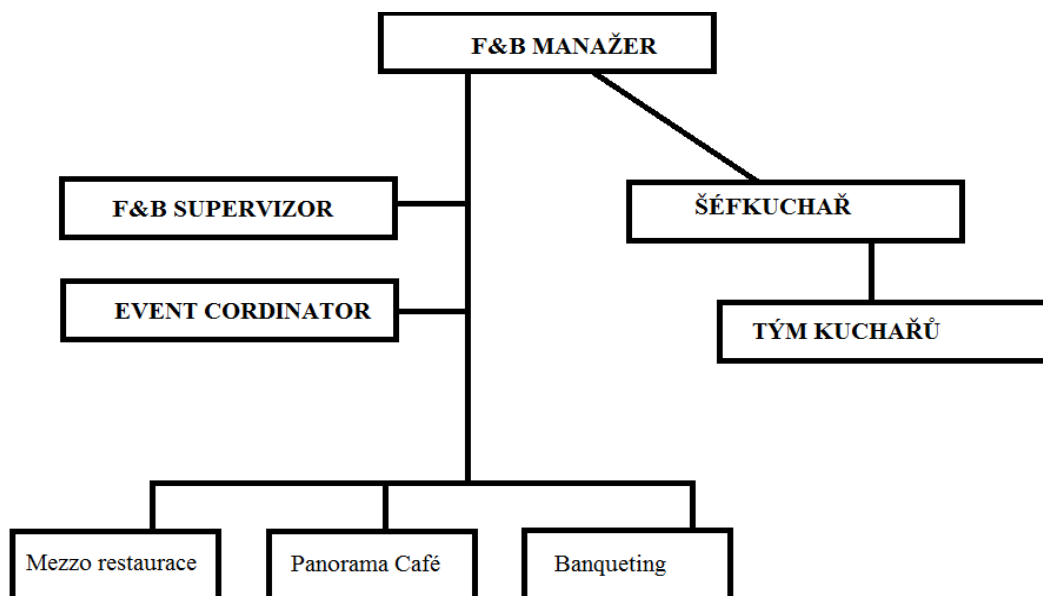 F&B MANAŽER
F&B SUPERVIZOR
ŠÉFKUCHAŘ
EVENT CORDINATOR
TÝM KUCHAŘŮ
Mezzo restaurace
Panorama Café
Banqueting